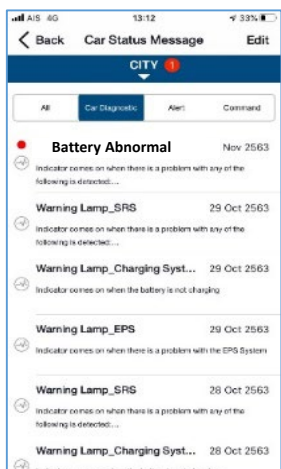 AIS 4G 13:12 33%
Back Car Status Message Edit
CITY 1
All Car Diagnostic Alert Command
Battery Abnormal Nov 2563
Indicator comes on when there is a problem with any of the
following is detected:...
Warning Lamp_SRS 29 Oct 2563
Indicator comes on when there is a problem with any of the
following is detected:...
Warning Lamp_Charging Syst... 29 Oct 2563
Indicator comes on when the battery is not charging
Warning Lamp_EPS 29 Oct 2563
Indicator comes on when there is a problem with the EPS System
Warning Lamp_SRS 28 Oct 2563
Indicator comes on when there is a problem with any of the
following is detected:...
Warning Lamp_Charging Syst... 28 Oct 2563